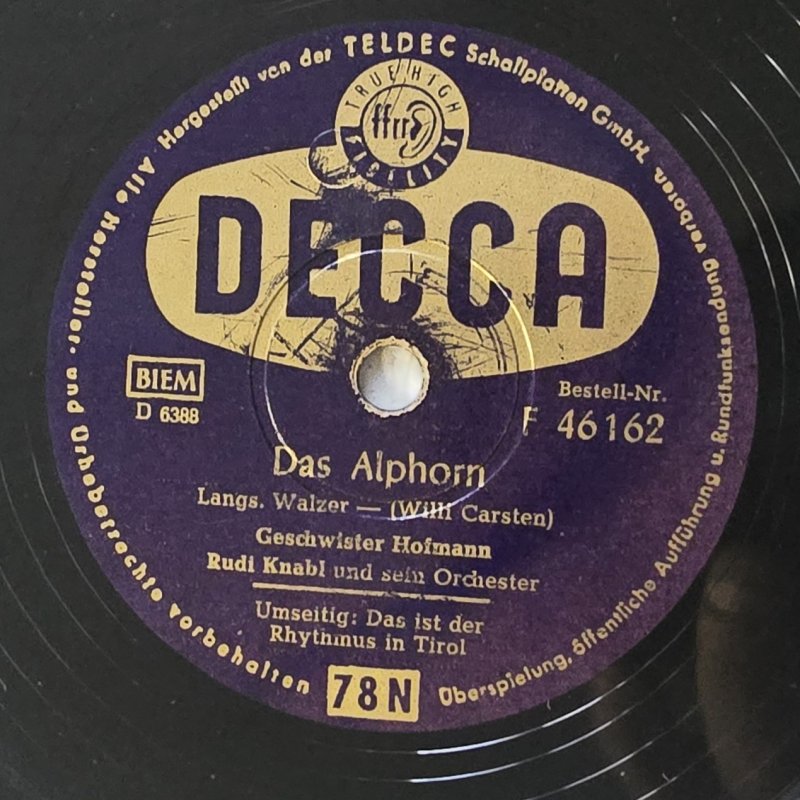 Hergestellt von der TELDEC Schallplatten GmbH.
Alle Hersteller- und Urheberrechte vorbehalten
Überspielung, öffentliche Aufführung u. Rundfunksendung verboten
TRUE HIGH
ffrr
FIDELITY
DECCA
BIEM
D 6388
Bestell-Nr.
F 46162
Das Alphorn
Langs. Walzer — (Willi Carsten)
Geschwister Hofmann
Rudi Knabl und sein Orchester
Umseitig: Das ist der
Rhythmus in Tirol
78N